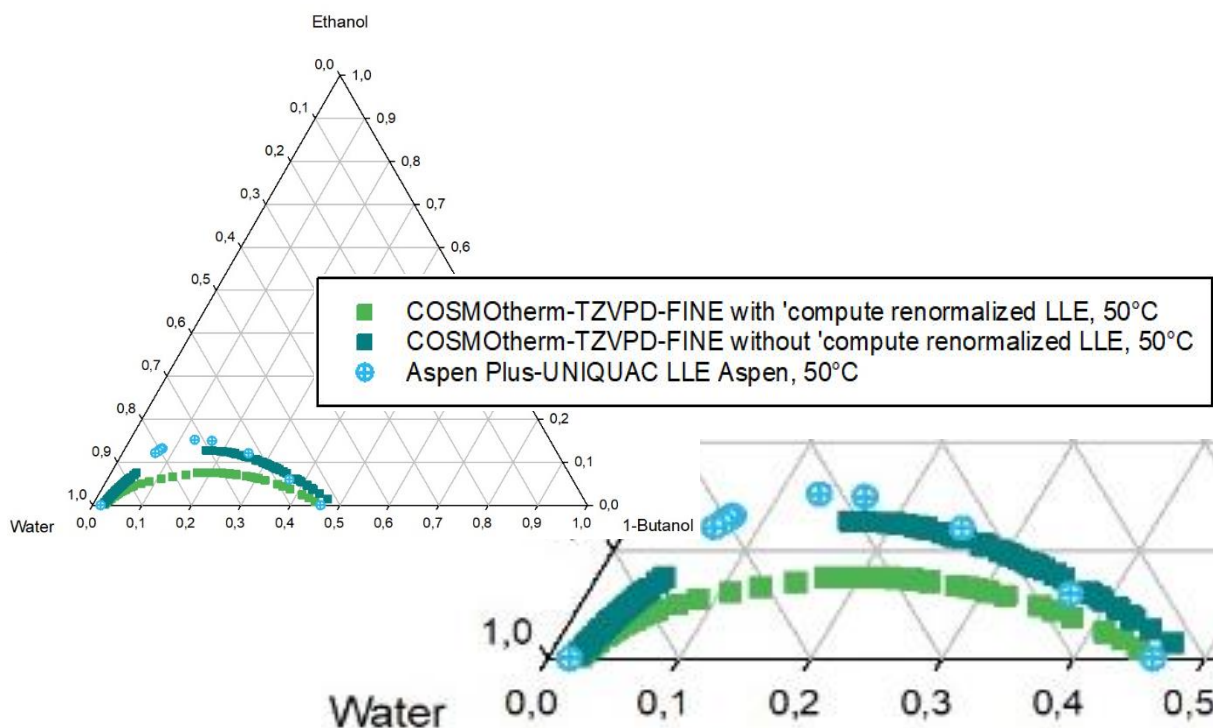 Ethanol
0,0 1,0
0,1 0,9
0,2 0,8
0,3 0,7
0,4 0,6
0,5
COSMOtherm-TZVPD-FINE with 'compute renormalized LLE, 50°C
COSMOtherm-TZVPD-FINE without 'compute renormalized LLE, 50°C
Aspen Plus-UNIQUAC LLE Aspen, 50°C
0,6
0,7
0,8 0,2
0,9 0,1
1,0 0,0
Water 0,0 0,1 0,2 0,3 0,4 0,5 0,6 0,7 0,8 0,9 1,0
1-Butanol
1,0
Water 0,0 0,1 0,2 0,3 0,4 0,5